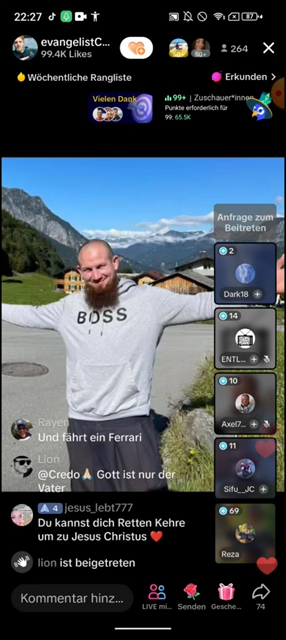 22:27
87
evangelistC...
99.4K Likes
50+
264
Wöchentliche Rangliste
Erkunden >
Vielen Dank
99+ | Zuschauer*innen
Punkte erforderlich für
99: 65.5K
Anfrage zum
Beitreten
BOSS
2
Dark18 +
14
ENTL...
10
Axel7... +
11
Sifu__JC +
69
Reza
Rayen
Und fährt ein Ferrari
Lion
@Credo🙏🏻 Gott ist nur der
Vater
4 jesus_lebt777
Du kannst dich Retten Kehre
um zu Jesus Christus ❤️
lion ist beigetreten
Kommentar hinz...
LIVE mi...
Senden
Gesche...
74